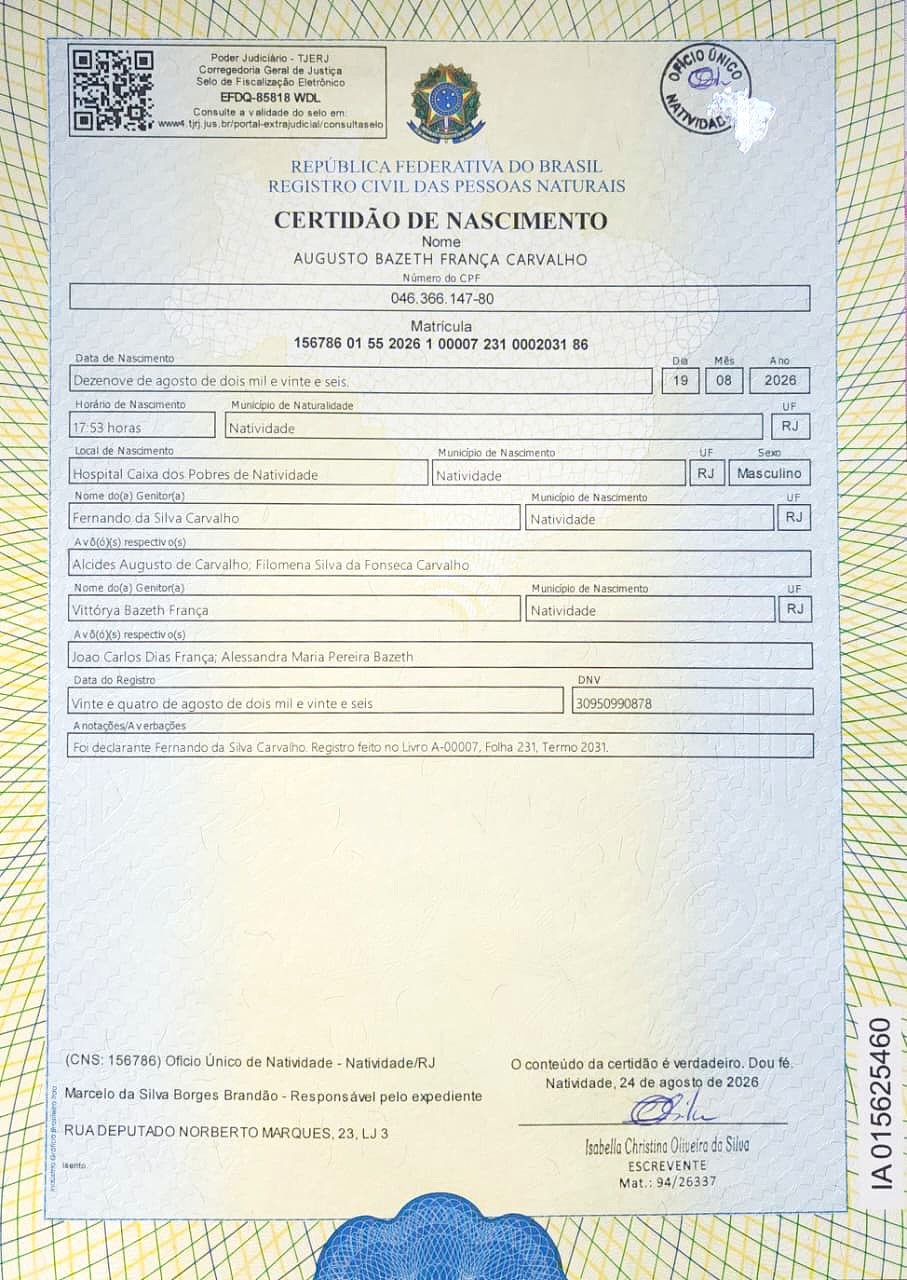 Poder Judiciário - TJERJ
Corregedoria Geral de Justiça
Selo de Fiscalização Eletrônico
EFDQ-85818 WDL
Consulte a validade do selo em:
www4.tjrj.jus.br/portal-extrajudicial/consultaselo
OFICIO ÚNICO
NATIVIDADE
REPÚBLICA FEDERATIVA DO BRASIL
REGISTRO CIVIL DAS PESSOAS NATURAIS
CERTIDÃO DE NASCIMENTO
Nome
AUGUSTO BAZETH FRANÇA CARVALHO
Número do CPF
046.366.147-80
Matrícula
156786 01 55 2026 1 00007 231 0002031 86
Data de Nascimento Dia Mês Ano
Dezenove de agosto de dois mil e vinte e seis. 19 08 2026
Horário de Nascimento Município de Naturalidade UF
17:53 horas Natividade RJ
Local de Nascimento Município de Nascimento UF Sexo
Hospital Caixa dos Pobres de Natividade Natividade RJ Masculino
Nome do(a) Genitor(a) Município de Nascimento UF
Fernando da Silva Carvalho Natividade RJ
Avô(ó)(s) respectivo(s)
Alcides Augusto de Carvalho; Filomena Silva da Fonseca Carvalho
Nome do(a) Genitor(a) Município de Nascimento UF
Vittórya Bazeth França Natividade RJ
Avô(ó)(s) respectivo(s)
Joao Carlos Dias França; Alessandra Maria Pereira Bazeth
Data do Registro DNV
Vinte e quatro de agosto de dois mil e vinte e seis 30950990878
Anotações/Averbações
Foi declarante Fernando da Silva Carvalho. Registro feito no Livro A-00007, Folha 231, Termo 2031.
(CNS: 156786) Ofício Único de Natividade - Natividade/RJ
Marcelo da Silva Borges Brandão - Responsável pelo expediente
RUA DEPUTADO NORBERTO MARQUES, 23, LJ 3
Isento.
O conteúdo da certidão é verdadeiro. Dou fé.
Natividade, 24 de agosto de 2026
Isabella Christina Oliveira da Silva
ESCREVENTE
Mat.: 94/26337
IA015625460